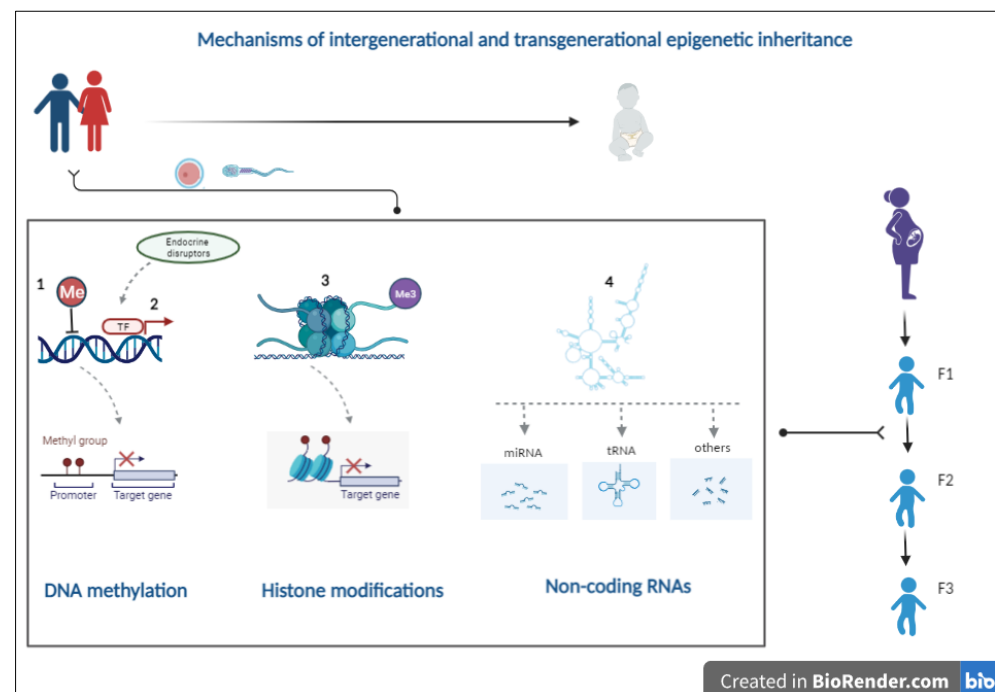 Mechanisms of intergenerational and transgenerational epigenetic inheritance
Endocrine
disruptors
1
Me
2
TF
3
Me3
4
F1
Methyl group
Promoter
Target gene
Target gene
miRNA
tRNA
others
F2
DNA methylation
Histone modifications
Non-coding RNAs
F3
Created in BioRender.com
bio